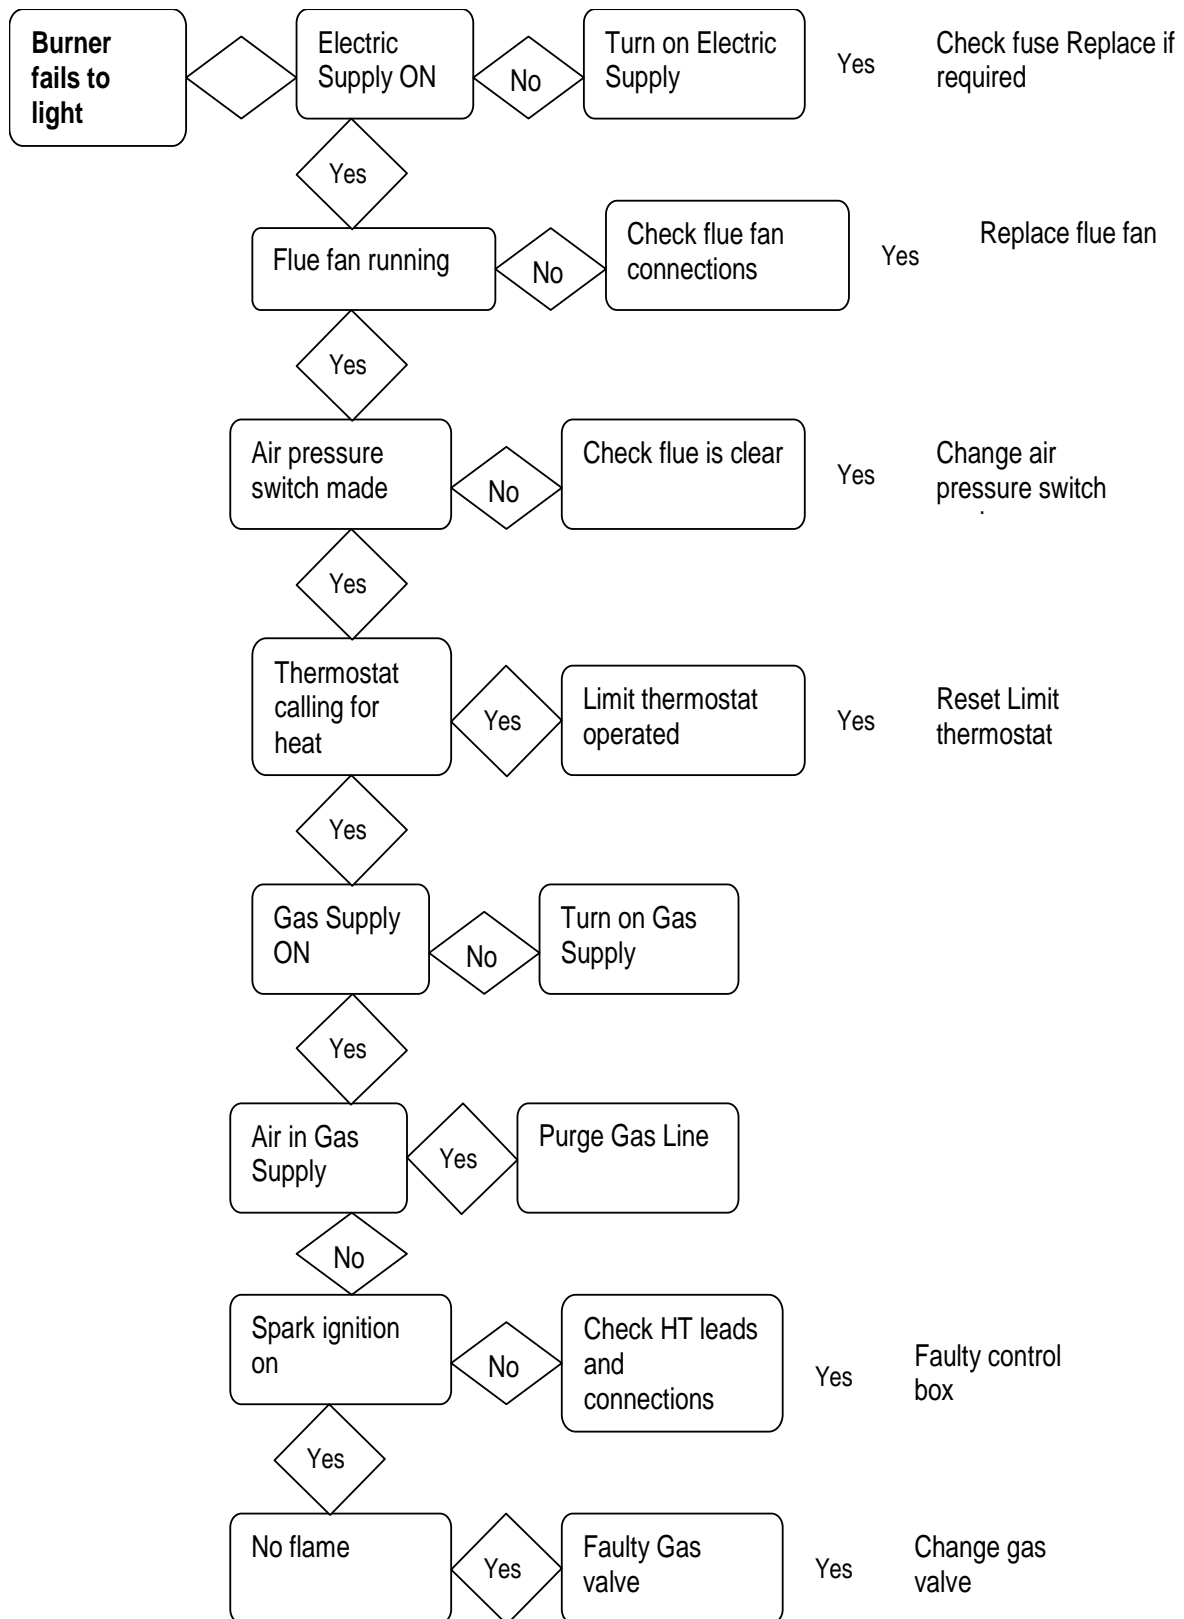 Burner
fails to
light
Electric
Supply ON
No
Turn on Electric
Supply
Yes
Check fuse Replace if
required
Yes
Flue fan running
No
Check flue fan
connections
Yes
Replace flue fan
Yes
Air pressure
switch made
No
Check flue is clear
Yes
Change air
pressure switch
Yes
Thermostat
calling for
heat
Yes
Limit thermostat
operated
Yes
Reset Limit
thermostat
Yes
Gas Supply
ON
No
Turn on Gas
Supply
Yes
Air in Gas
Supply
Yes
Purge Gas Line
No
Spark ignition
on
No
Check HT leads
and
connections
Yes
Faulty control
box
Yes
No flame
Yes
Faulty Gas
valve
Yes
Change gas
valve